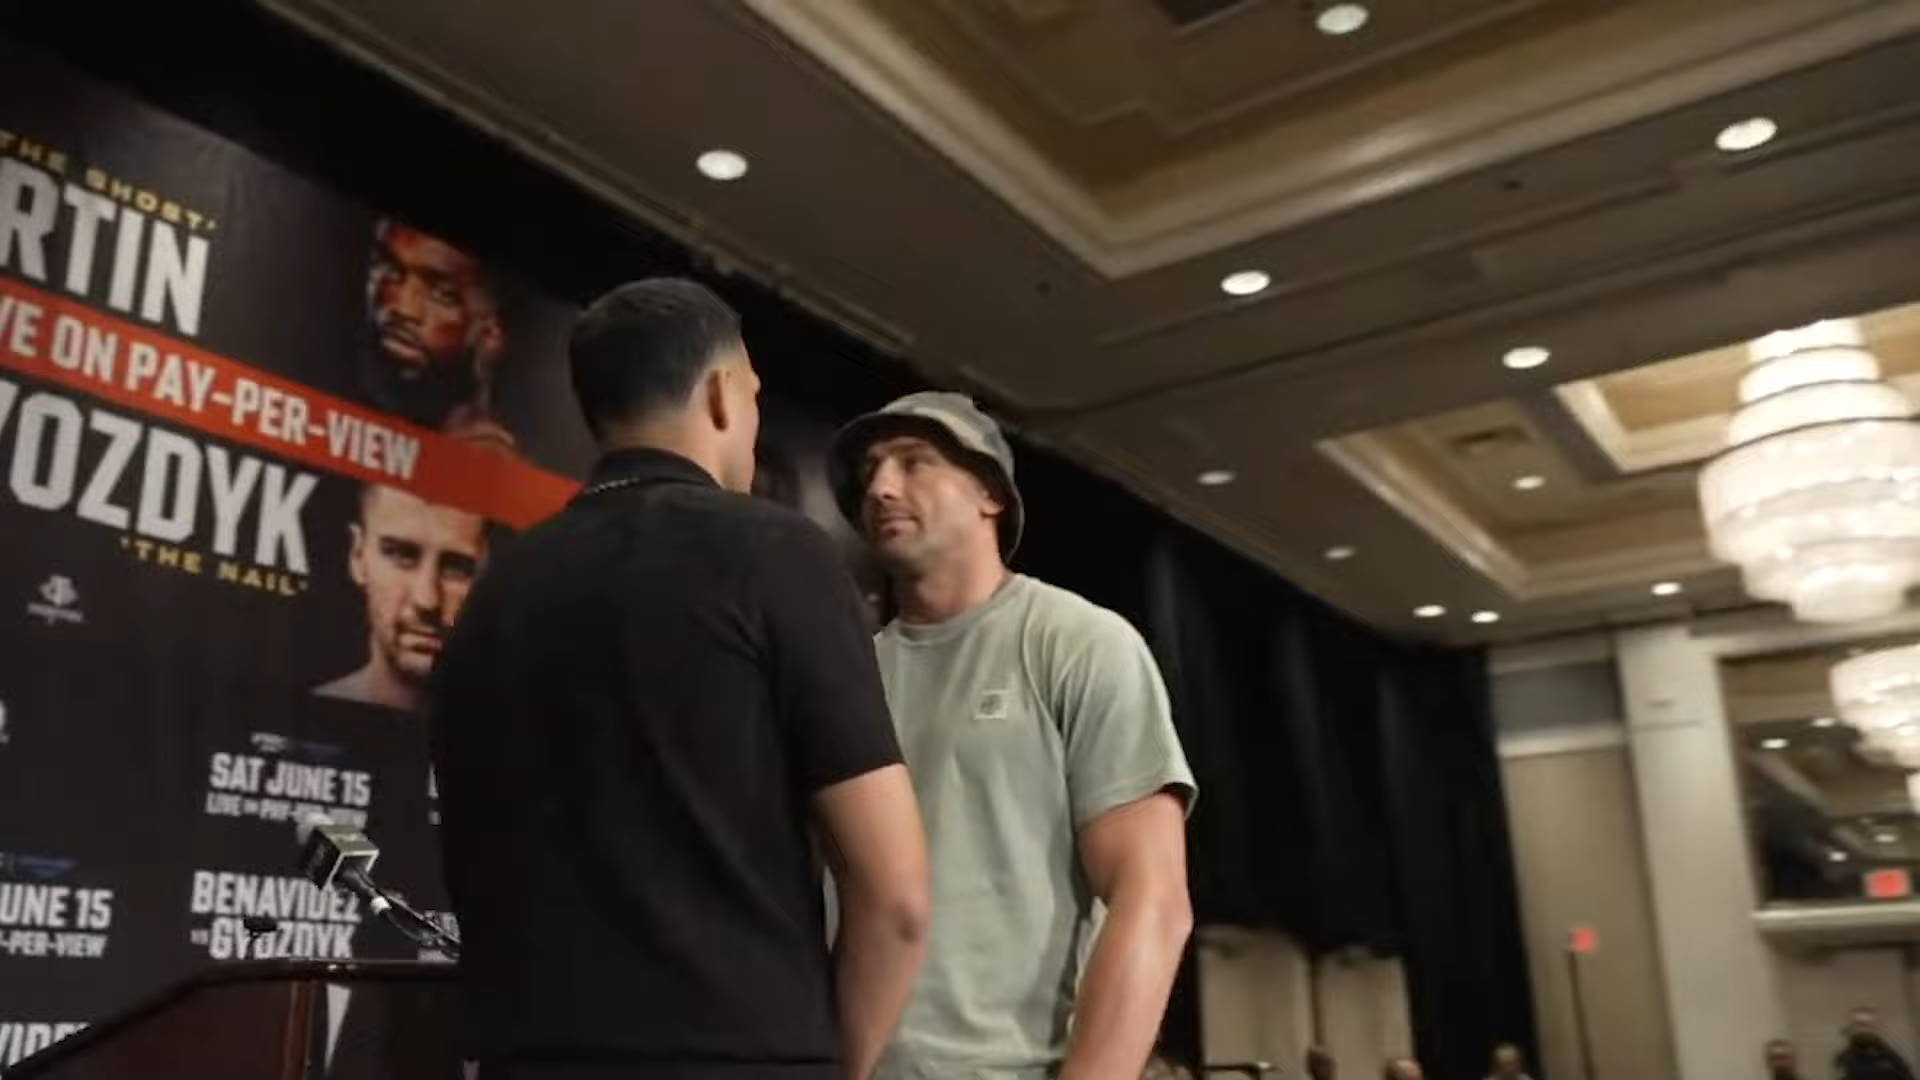 'THE GHOST'
RTIN
VE ON PAY-PER-VIEW
VOZDYK
'THE NAIL'
SAT JUNE 15
LIVE ON PAY-PER-VIEW
UNE 15
-PER-VIEW
BENAVIDEZ
VS GVOZDYK
VIDE